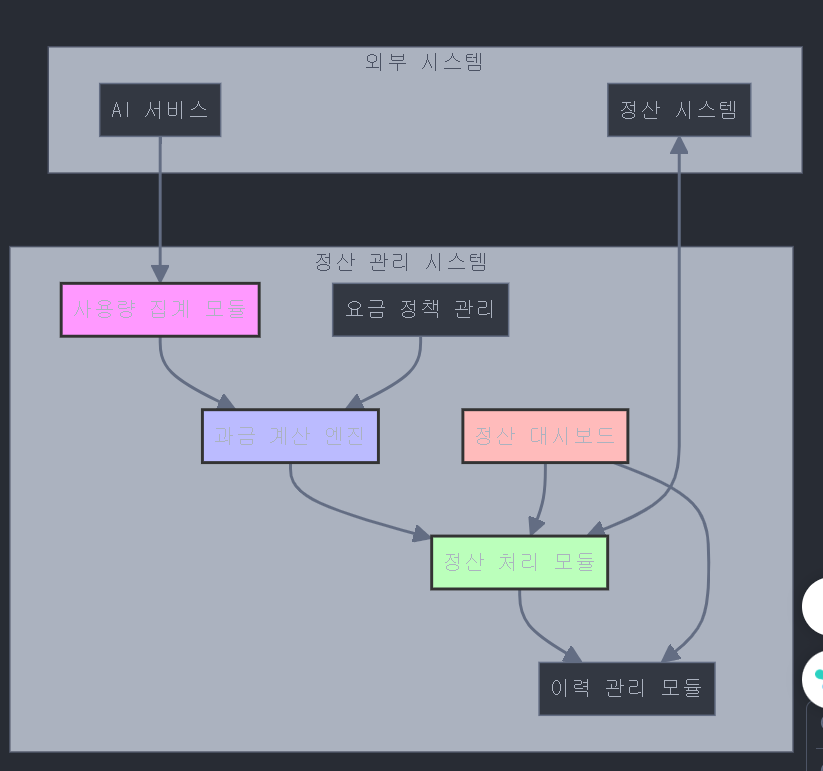 외부 시스템
AI 서비스
정산 시스템
정산 관리 시스템
사용량 집계 모듈
요금 정책 관리
과금 계산 엔진
정산 대시보드
정산 처리 모듈
이력 관리 모듈